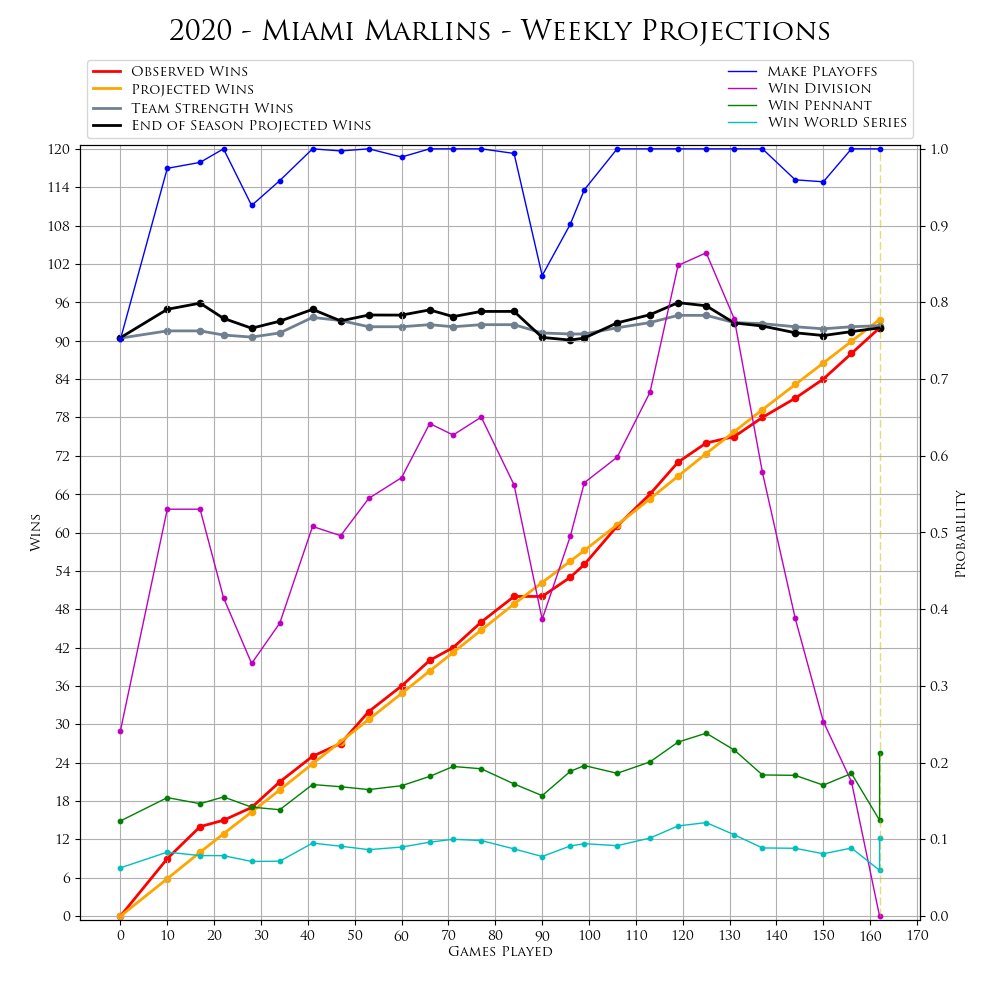 2020 - Miami Marlins - Weekly Projections
Observed Wins
Projected Wins
Team Strength Wins
End of Season Projected Wins
Make Playoffs
Win Division
Win Pennant
Win World Series
120
114
108
102
96
90
84
78
72
66
60
54
48
42
36
30
24
18
12
6
0
Wins
1.0
0.9
0.8
0.7
0.6
0.5
0.4
0.3
0.2
0.1
0.0
Probability
0 10 20 30 40 50 60 70 80 90 100 110 120 130 140 150 160 170
Games Played